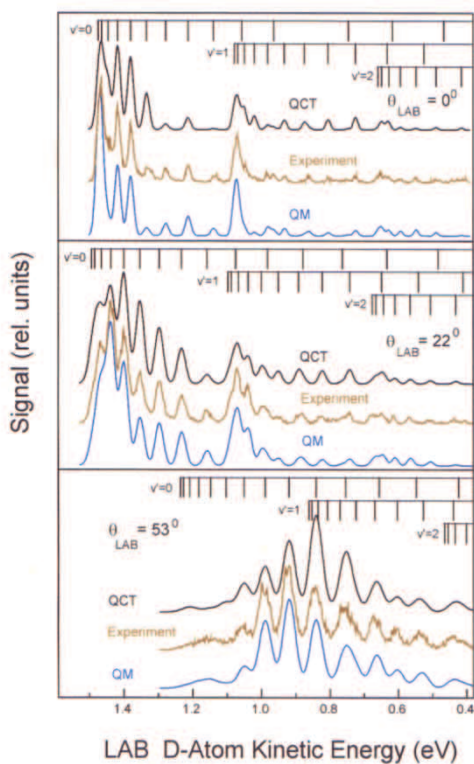 v'=0
v'=1
v'=2
QCT
θLAB = 0⁰
Experiment
QM
v'=0
v'=1
v'=2
QCT
θLAB = 22⁰
Experiment
QM
v'=0
v'=1
v'=2
θLAB = 53⁰
QCT
Experiment
QM
1.4 1.2 1.0 0.8 0.6 0.4
LAB D-Atom Kinetic Energy (eV)
Signal (rel. units)